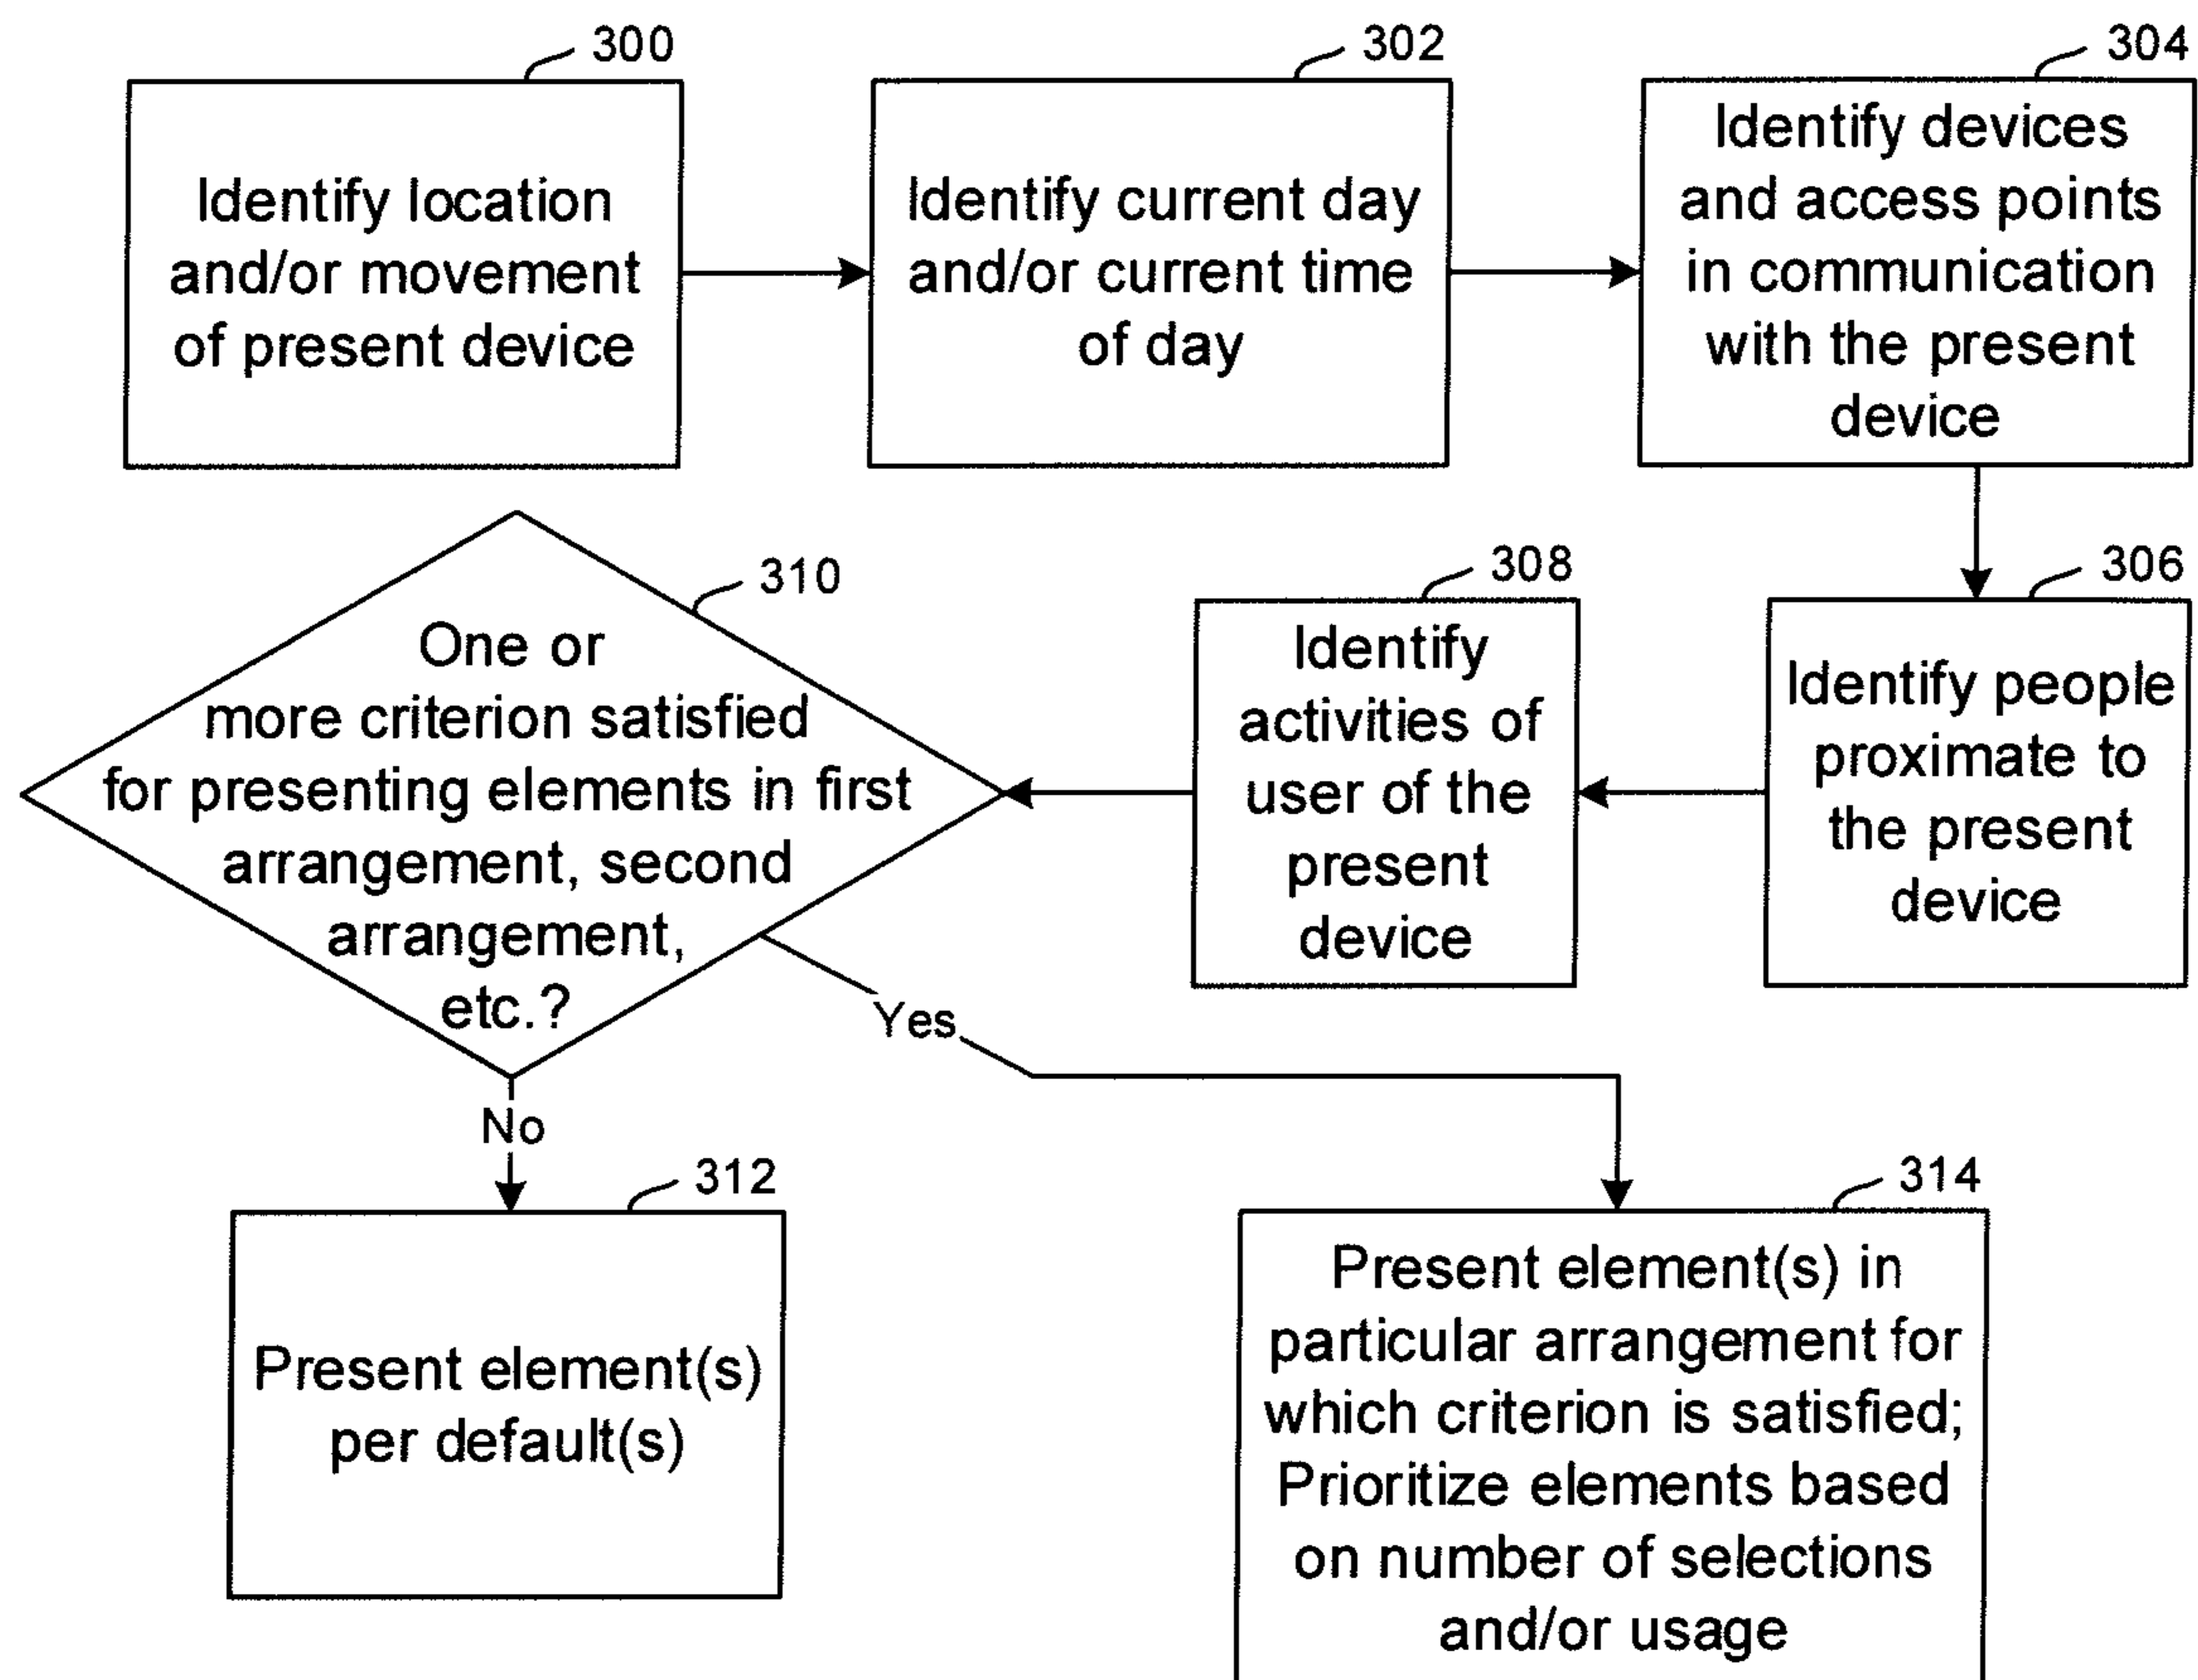 300
Identify location
and/or movement
of present device
302
Identify current day
and/or current time
of day
304
Identify devices
and access points
in communication
with the present
device
306
Identify people
proximate to
the present
device
308
Identify
activities of
user of the
present
device
310
One or
more criterion satisfied
for presenting elements in first
arrangement, second
arrangement,
etc.?
Yes
No
312
Present element(s)
per default(s)
314
Present element(s) in
particular arrangement for
which criterion is satisfied;
Prioritize elements based
on number of selections
and/or usage